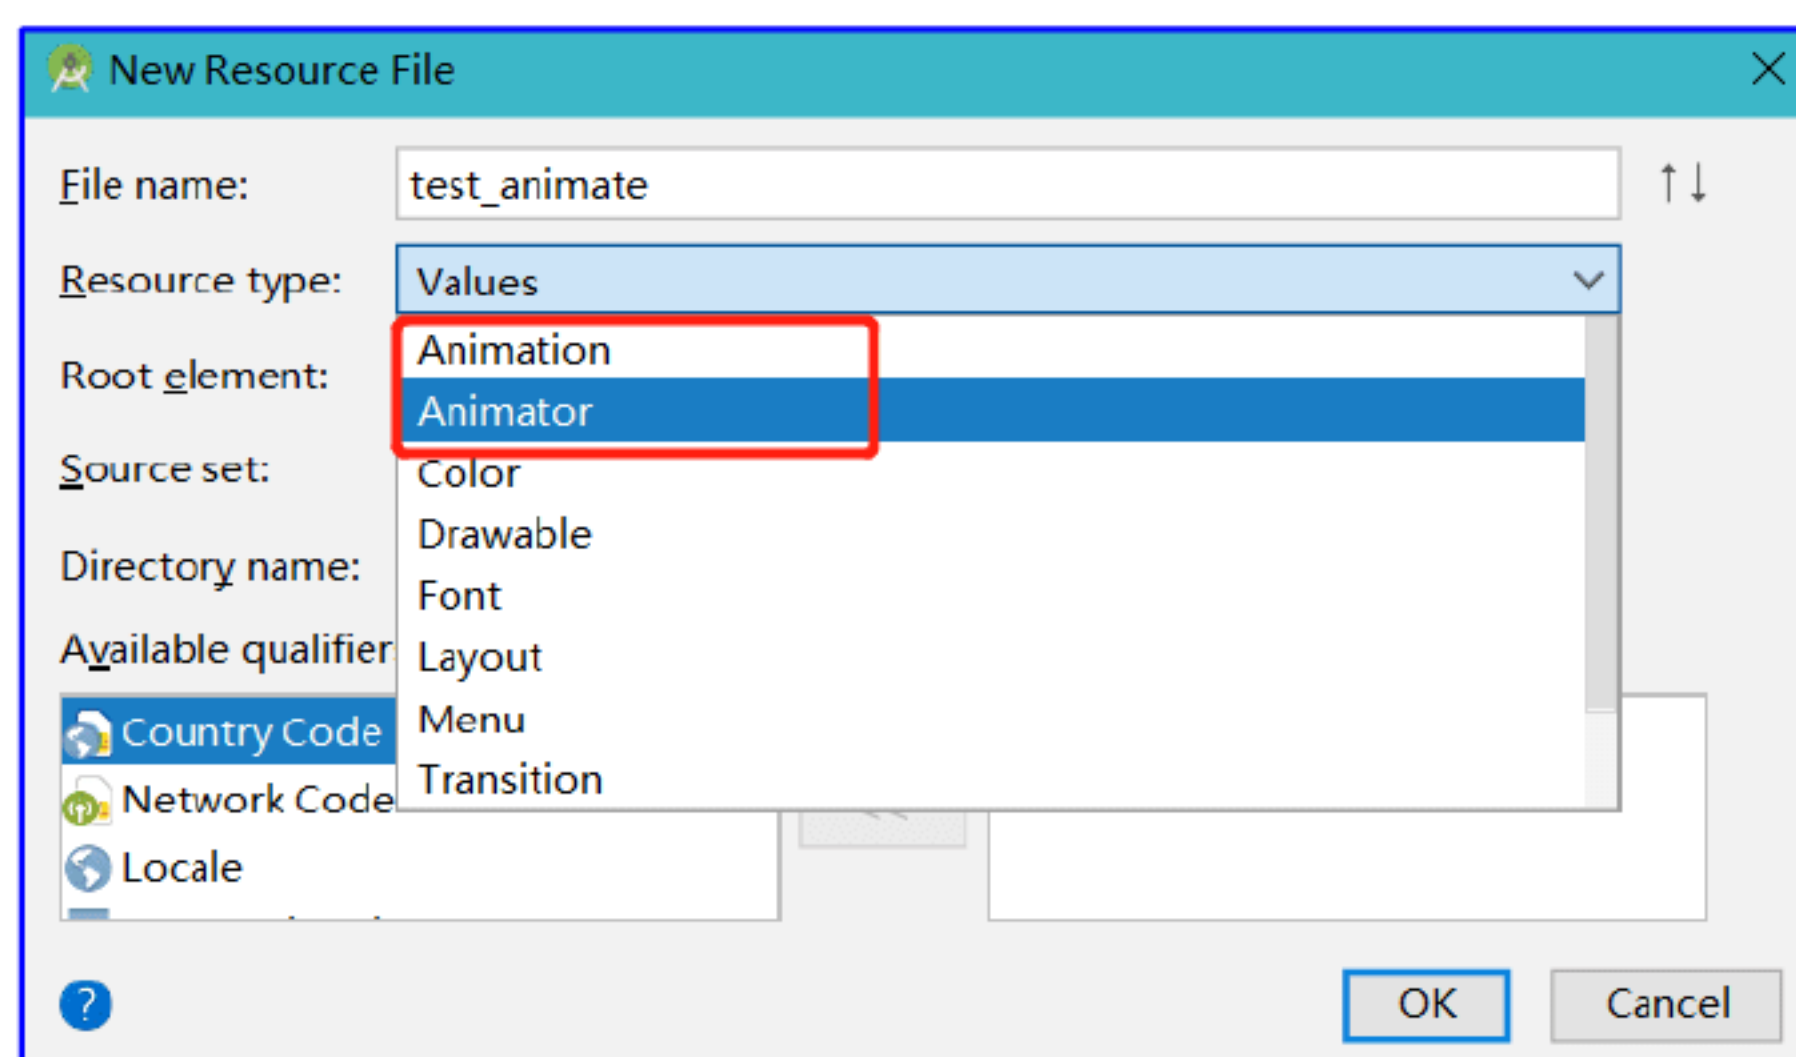 New Resource File
File name: test_animate
Resource type: Values
Animation
Root element:
Animator
Source set:
Color
Drawable
Directory name:
Font
Available qualifier
Layout
Country Code
Menu
Transition
Network Code
<<
Locale
?
OK Cancel